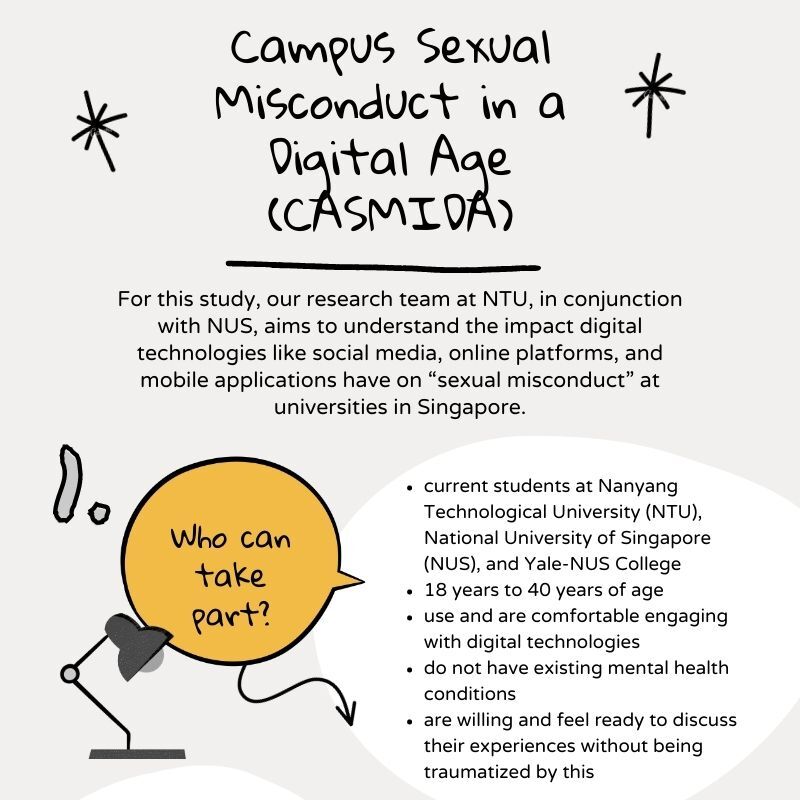 Campus Sexual
Misconduct in a
Digital Age
(CASMIDA)
For this study, our research team at NTU, in conjunction
with NUS, aims to understand the impact digital
technologies like social media, online platforms, and
mobile applications have on “sexual misconduct” at
universities in Singapore.
Who can
take
part?
• current students at Nanyang
Technological University (NTU),
National University of Singapore
(NUS), and Yale-NUS College
• 18 years to 40 years of age
• use and are comfortable engaging
with digital technologies
• do not have existing mental health
conditions
• are willing and feel ready to discuss
their experiences without being
traumatized by this